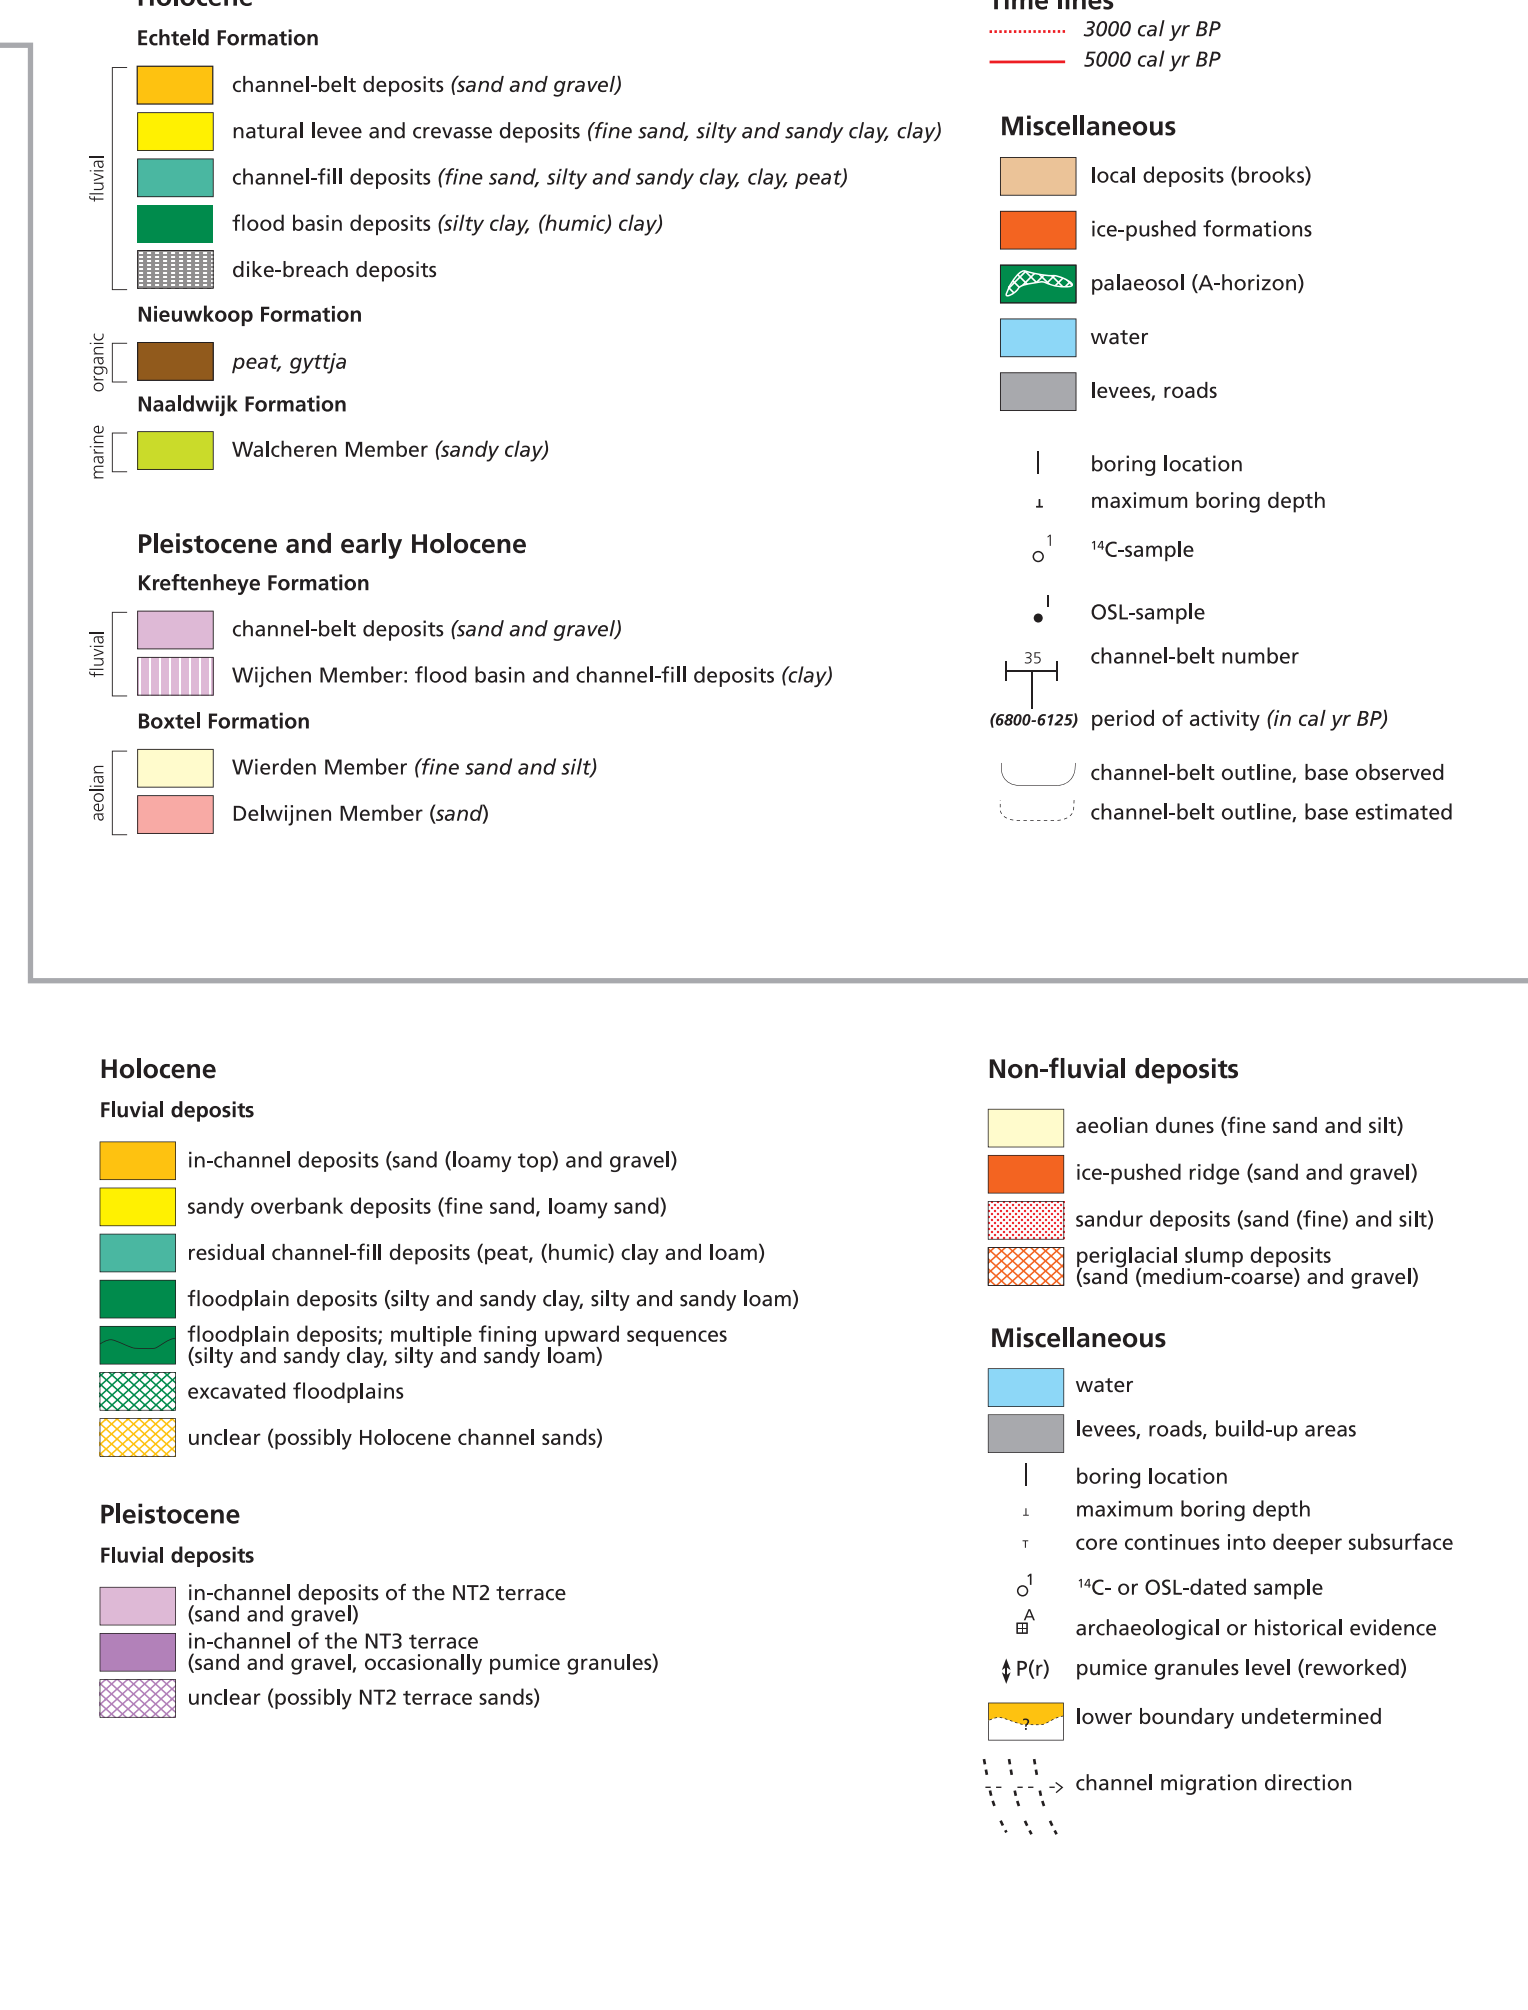 Holocene
Echteld Formation
fluvial
channel-belt deposits (sand and gravel)
natural levee and crevasse deposits (fine sand, silty and sandy clay, clay)
channel-fill deposits (fine sand, silty and sandy clay, clay, peat)
flood basin deposits (silty clay, (humic) clay)
dike-breach deposits
Nieuwkoop Formation
organic
peat, gyttja
Naaldwijk Formation
marine
Walcheren Member (sandy clay)
Pleistocene and early Holocene
Kreftenheye Formation
fluvial
channel-belt deposits (sand and gravel)
Wijchen Member: flood basin and channel-fill deposits (clay)
Boxtel Formation
aeolian
Wierden Member (fine sand and silt)
Delwijnen Member (sand)
Time lines
3000 cal yr BP
5000 cal yr BP
Miscellaneous
local deposits (brooks)
ice-pushed formations
palaeosol (A-horizon)
water
levees, roads
boring location
maximum boring depth
1 ¹⁴C-sample
I OSL-sample
35 channel-belt number
(6800-6125) period of activity (in cal yr BP)
channel-belt outline, base observed
channel-belt outline, base estimated
Holocene
Fluvial deposits
in-channel deposits (sand (loamy top) and gravel)
sandy overbank deposits (fine sand, loamy sand)
residual channel-fill deposits (peat, (humic) clay and loam)
floodplain deposits (silty and sandy clay, silty and sandy loam)
floodplain deposits; multiple fining upward sequences
(silty and sandy clay, silty and sandy loam)
excavated floodplains
unclear (possibly Holocene channel sands)
Pleistocene
Fluvial deposits
in-channel deposits of the NT2 terrace
(sand and gravel)
in-channel of the NT3 terrace
(sand and gravel, occasionally pumice granules)
unclear (possibly NT2 terrace sands)
Non-fluvial deposits
aeolian dunes (fine sand and silt)
ice-pushed ridge (sand and gravel)
sandur deposits (sand (fine) and silt)
periglacial slump deposits
(sand (medium-coarse) and gravel)
Miscellaneous
water
levees, roads, build-up areas
boring location
maximum boring depth
core continues into deeper subsurface
1 ¹⁴C- or OSL-dated sample
A archaeological or historical evidence
P(r) pumice granules level (reworked)
? lower boundary undetermined
channel migration direction